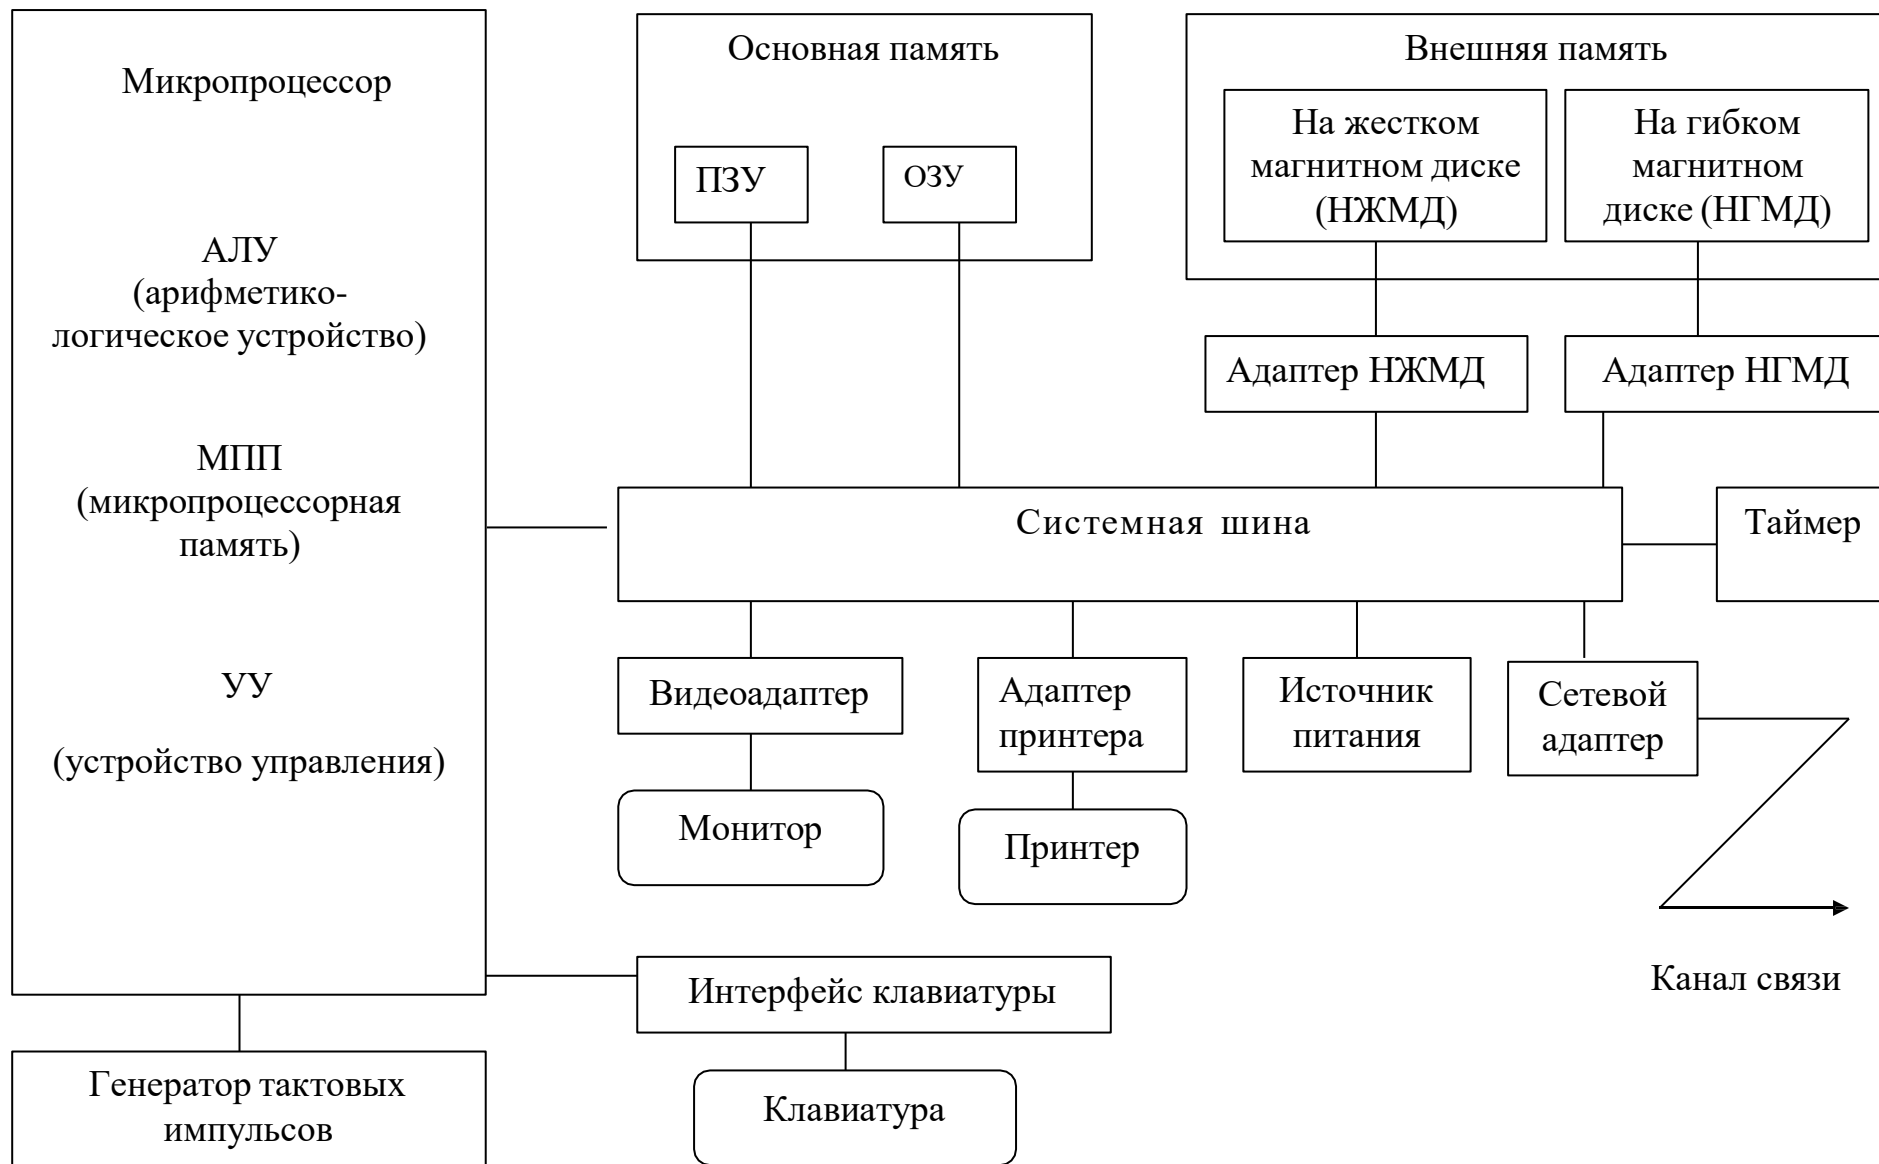 Микропроцессор
АЛУ
(арифметико-
логическое устройство)
МПП
(микропроцессорная
память)
УУ
(устройство управления)
Генератор тактовых
импульсов
Основная память
ПЗУ
ОЗУ
Внешняя память
На жестком
магнитном диске
(НЖМД)
На гибком
магнитном
диске (НГМД)
Адаптер НЖМД
Адаптер НГМД
Системная шина
Таймер
Видеоадаптер
Адаптер
принтера
Источник
питания
Сетевой
адаптер
Монитор
Принтер
Канал связи
Интерфейс клавиатуры
Клавиатура